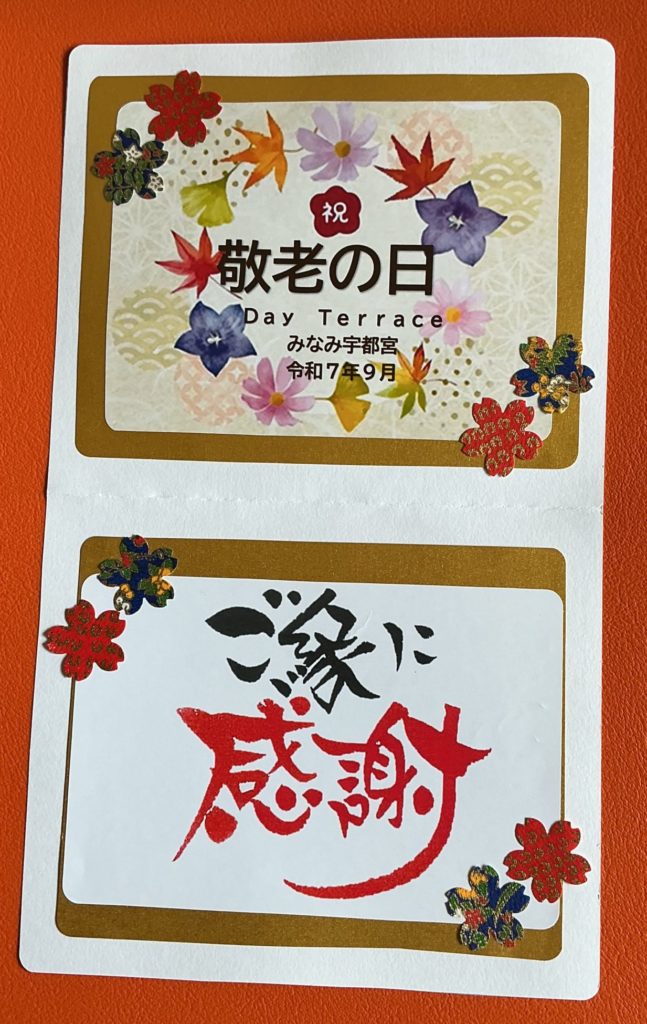 祝
敬老の日
Day Terrace
みなみ宇都宮
令和7年9月
ご縁に
感謝